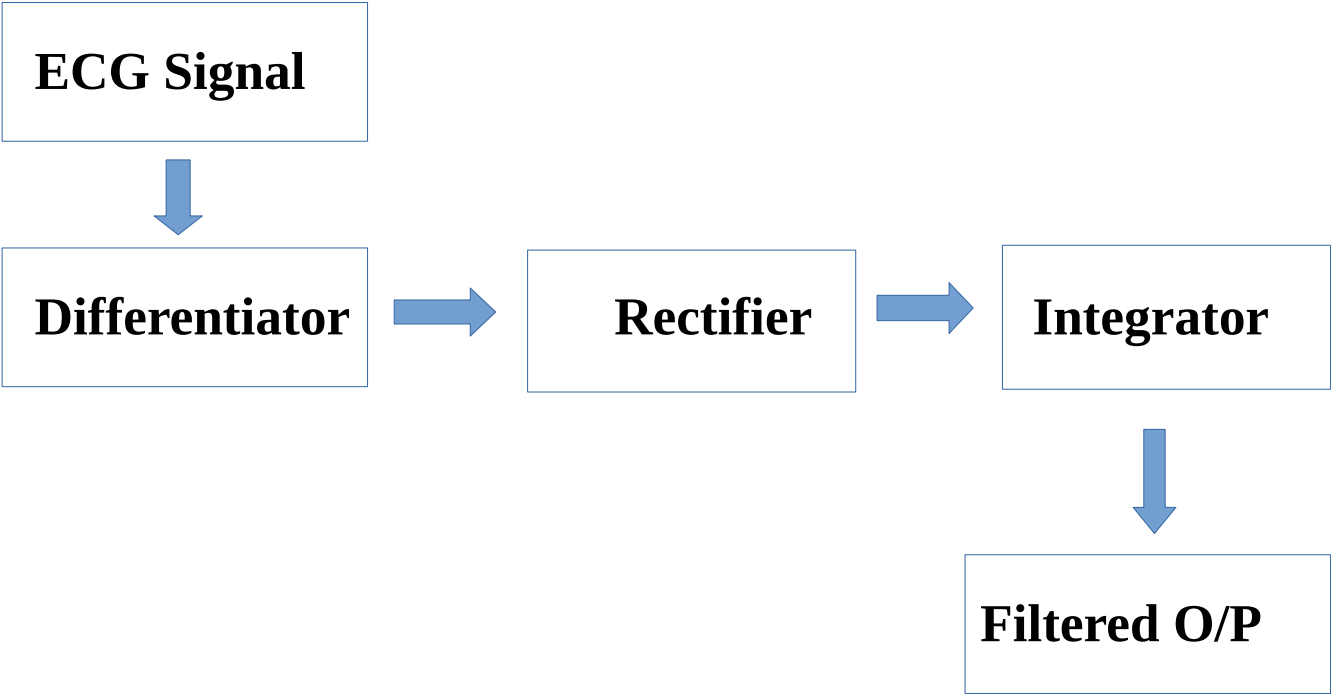 ECG Signal
Differentiator
Rectifier
Integrator
Filtered O/P